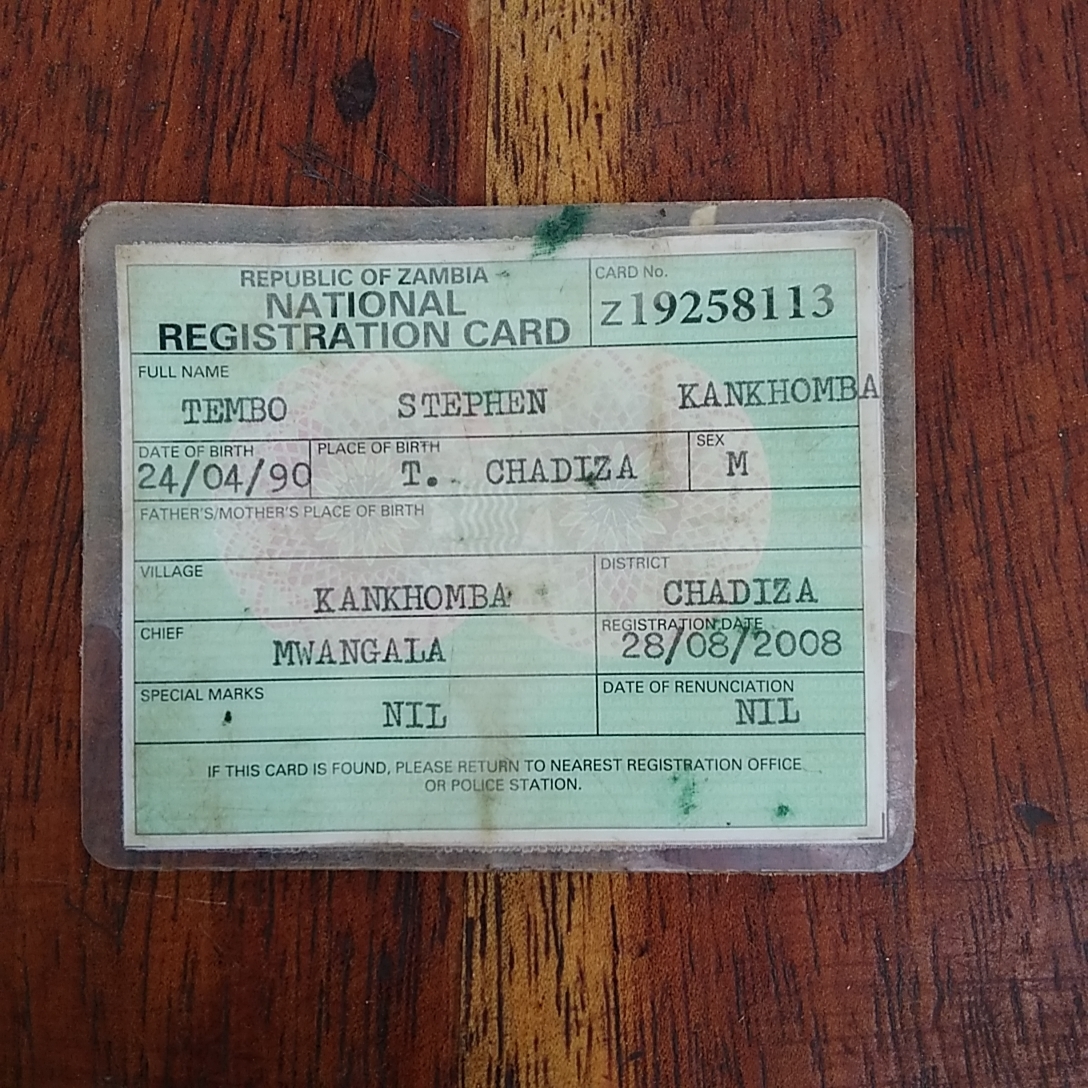 REPUBLIC OF ZAMBIA
NATIONAL
REGISTRATION CARD
CARD No.
Z19258113
FULL NAME
TEMBO STEPHEN KANKHOMBA
DATE OF BIRTH
24/04/90
PLACE OF BIRTH
T. CHADIZA
SEX
M
FATHER'S/MOTHER'S PLACE OF BIRTH
VILLAGE
KANKHOMBA
DISTRICT
CHADIZA
CHIEF
MWANGALA
REGISTRATION DATE
28/08/2008
SPECIAL MARKS
NIL
DATE OF RENUNCIATION
NIL
IF THIS CARD IS FOUND, PLEASE RETURN TO NEAREST REGISTRATION OFFICE
OR POLICE STATION.